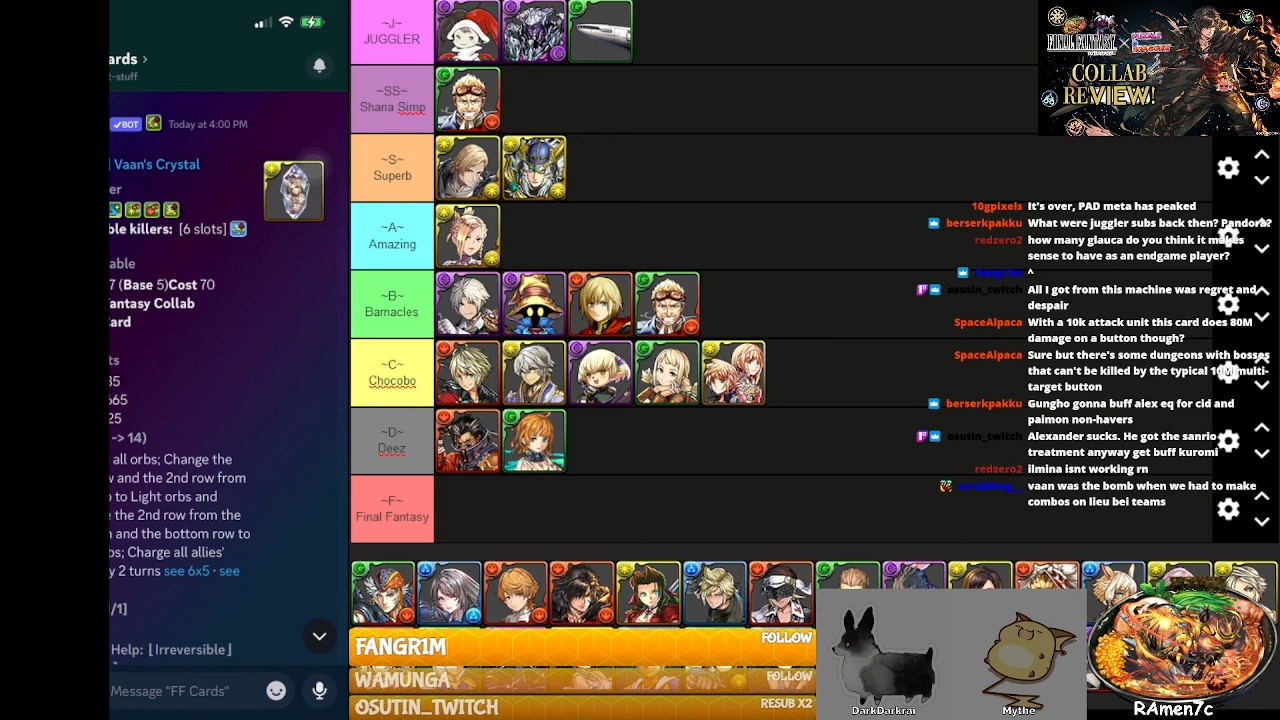 ards ›
t-stuff
✓BOT
Today at 4:00 PM
Vaan's Crystal
er
ble killers: [6 slots]
able
7 (Base 5)Cost 70
antasy Collab
ard
ts
35
665
25
-> 14)
all orbs; Change the
v and the 2nd row from
to Light orbs and
e the 2nd row from the
n and the bottom row to
s; Charge all allies'
y 2 turns see 6x5 · see
/1]
Help: [Irreversible]
Message "FF Cards"
~J~
JUGGLER
~SS~
Shana Simp
~S~
Superb
~A~
Amazing
~B~
Barnacles
~C~
Chocobo
~D~
Deez
~F~
Final Fantasy
FINAL FANTASY
PUZZLE & DRAGONS
COLLAB
REVIEW!
10gpixels It's over, PAD meta has peaked
berserkpakku What were juggler subs back then? Pandora?
redzero2 how many glauca do you think it makes
sense to have as an endgame player?
^
osutin_twitch All I got from this machine was regret and
despair
SpaceAlpaca With a 10k attack unit this card does 80M
damage on a button though?
SpaceAlpaca Sure but there's some dungeons with bosses
that can't be killed by the typical 10M multi-
target button
berserkpakku Gungho gonna buff alex eq for cid and
paimon non-havers
osutin_twitch Alexander sucks. He got the sanrio
treatment anyway get buff kuromi
redzero2 ilmina isnt working rn
vaan was the bomb when we had to make
combos on lieu bei teams
FANGR1M
FOLLOW
WAMUNGA
FOLLOW
OSUTIN_TWITCH
RESUB X2
DarkDarkrai
Mythe
RAmen7c